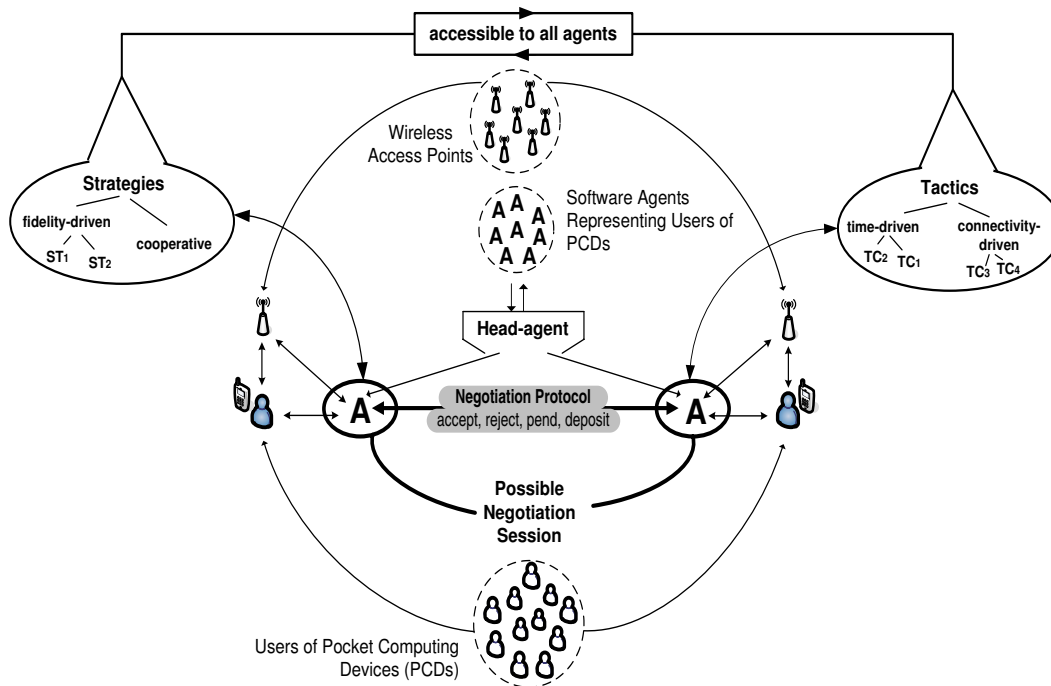 accessible to all agents
Wireless
Access Points
Strategies
fidelity-driven
cooperative
ST1
ST2
A
A
A
A
A
A
A
A
A
Software Agents
Representing Users of
PCDs
Tactics
time-driven
connectivity-
driven
TC2
TC1
TC3
TC4
Head-agent
A
Negotiation Protocol
accept, reject, pend, deposit
A
Possible
Negotiation
Session
Users of Pocket Computing
Devices (PCDs)